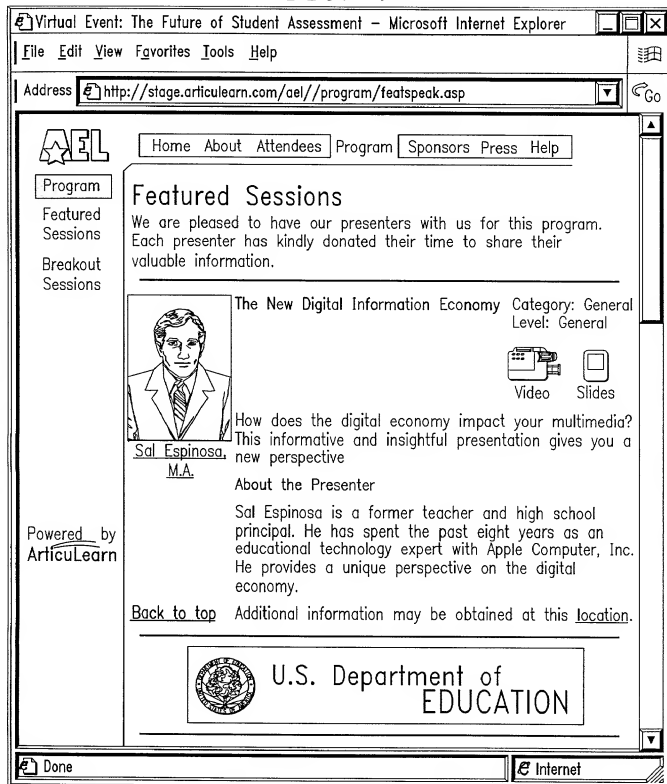 Virtual Event: The Future of Student Assessment – Microsoft Internet Explorer
File Edit View Favorites Tools Help
Address http://stage.articulearn.com/ael//program/featspeak.asp Go
AEL
Home About Attendees Program Sponsors Press Help
Program
Featured
Sessions
Breakout
Sessions
Featured Sessions
We are pleased to have our presenters with us for this program.
Each presenter has kindly donated their time to share their
valuable information.
The New Digital Information Economy Category: General
Level: General
Video Slides
How does the digital economy impact your multimedia?
This informative and insightful presentation gives you a
new perspective
Sal Espinosa,
M.A.
About the Presenter
Sal Espinosa is a former teacher and high school
principal. He has spent the past eight years as an
educational technology expert with Apple Computer, Inc.
He provides a unique perspective on the digital
economy.
Powered by
ArticuLearn
Back to top Additional information may be obtained at this location.
U.S. Department of
EDUCATION
Done Internet